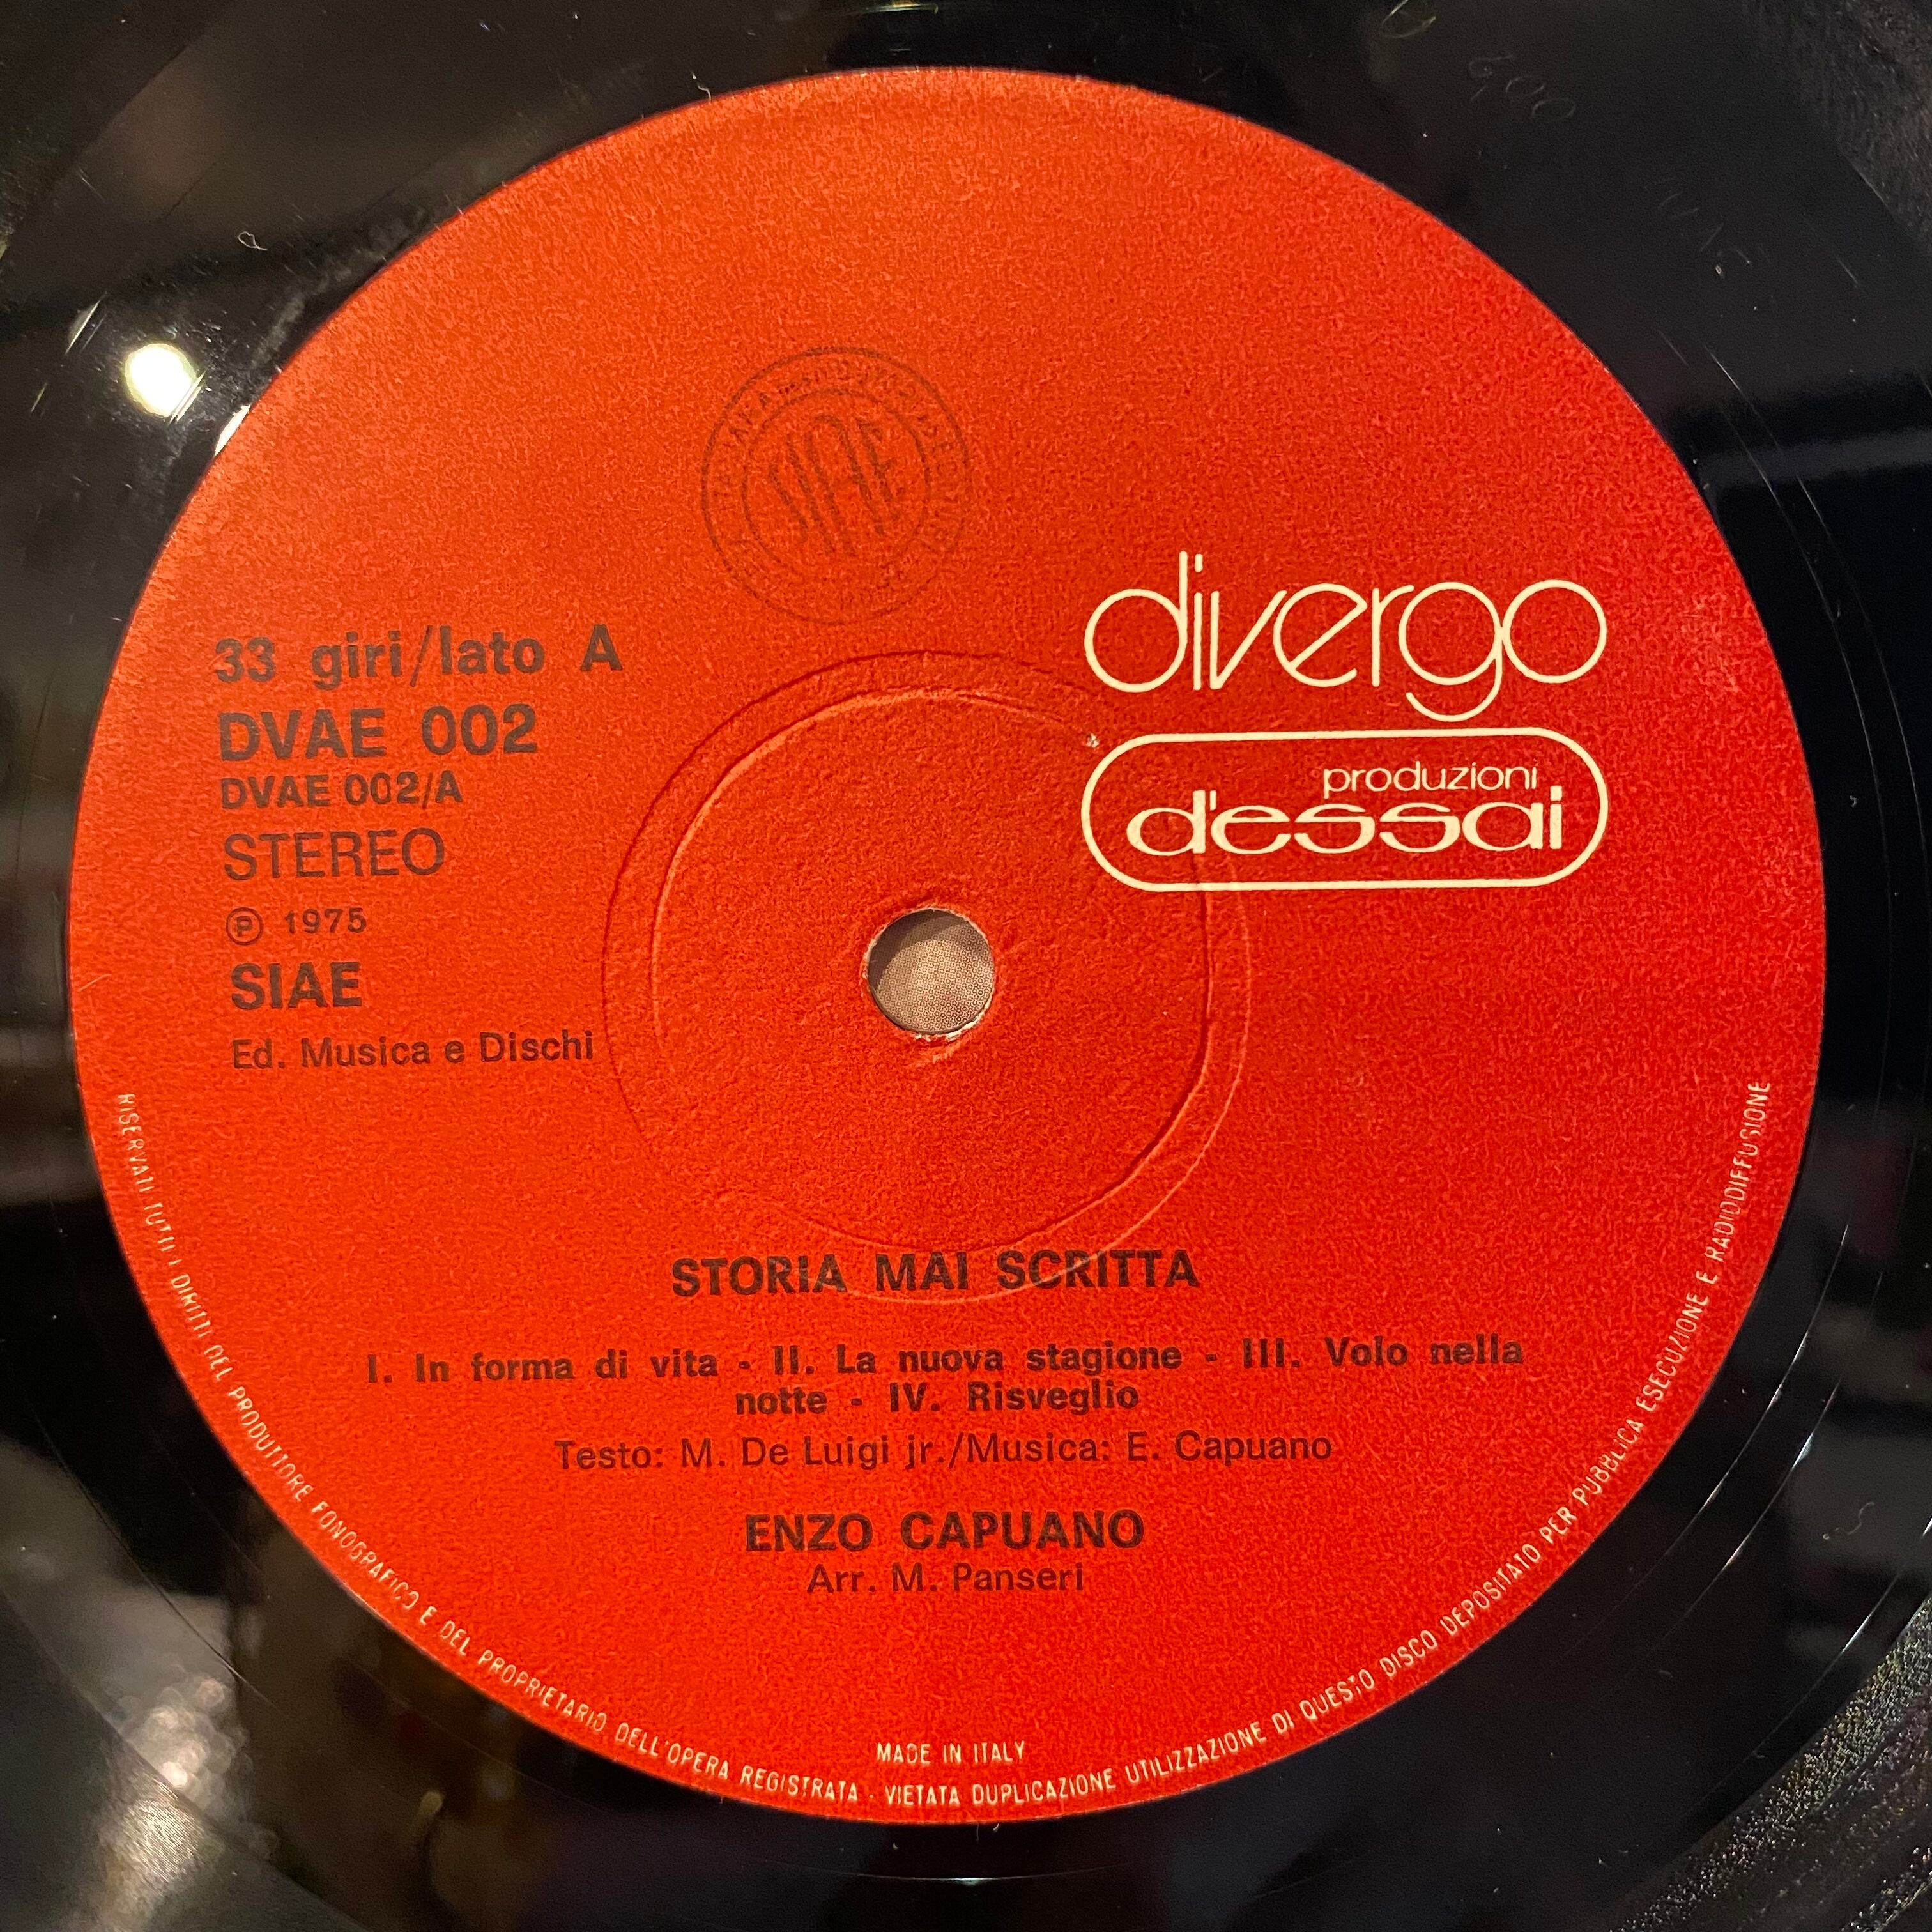 33 giri/lato A
DVAE 002
DVAE 002/A
STEREO
℗ 1975
SIAE
Ed. Musica e Dischi
divergo
produzioni
d'essai
SIAE
STORIA MAI SCRITTA
I. In forma di vita - II. La nuova stagione - III. Volo nella
notte - IV. Risveglio
Testo: M. De Luigi jr./Musica: E. Capuano
ENZO CAPUANO
Arr. M. Panseri
MADE IN ITALY
RISERVATI TUTTI I DIRITTI DEL PRODUTTORE FONOGRAFICO E DEL PROPRIETARIO DELL'OPERA REGISTRATA - VIETATA DUPLICAZIONE UTILIZZAZIONE DI QUESTO DISCO DEPOSITATO PER PUBBLICA ESECUZIONE E RADIODIFFUSIONE